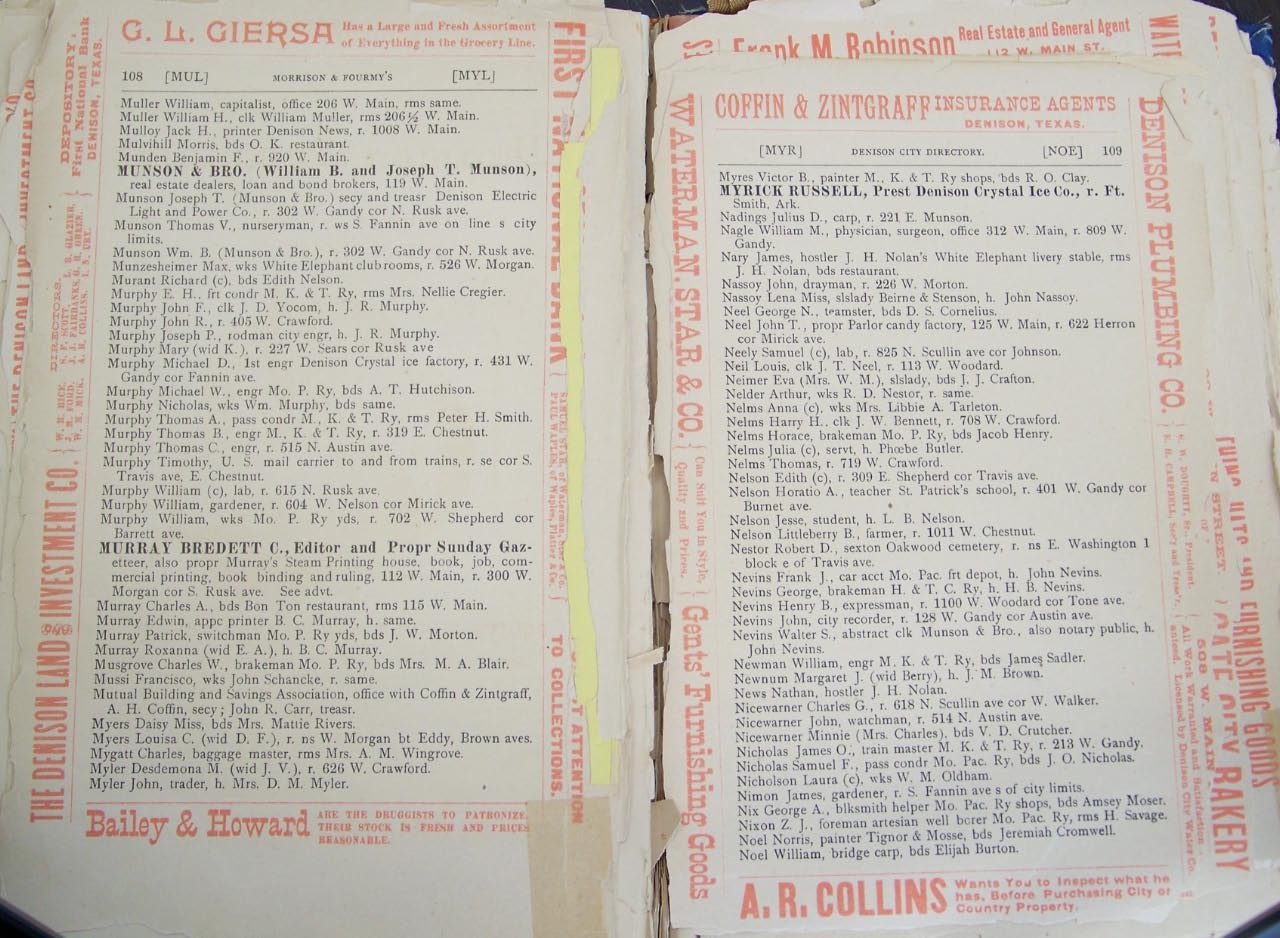 G. L. GIERSA Has a Large and Fresh Assortment
of Everything in the Grocery Line.
108 [MUL] MORRISON & FOURMY'S [MYL]
Muller William, capitalist, office 206 W. Main, rms same.
Muller William H., clk William Muller, rms 206½ W. Main.
Mulloy Jack H., printer Denison News, r. 1008 W. Main.
Mulvihill Morris, bds O. K. restaurant.
Munden Benjamin F., r. 920 W. Main.
MUNSON & BRO. (William B. and Joseph T. Munson),
real estate dealers, loan and bond brokers, 119 W. Main.
Munson Joseph T. (Munson & Bro.) secy and treasr Denison Electric
Light and Power Co., r. 302 W. Gandy cor N. Rusk ave.
Munson Thomas V., nurseryman, r. ws S. Fannin ave on line s city
limits.
Munson Wm. B. (Munson & Bro.), r. 302 W. Gandy cor N. Rusk ave.
Munzesheimer Max, wks White Elephant clubrooms, r. 526 W. Morgan.
Murant Richard (c), bds Edith Nelson.
Murphy E. H., frt condr M. K. & T. Ry, rms Mrs. Nellie Cregier.
Murphy John F., clk J. D. Yocom, h. J. R. Murphy.
Murphy John R., r. 405 W. Crawford.
Murphy Joseph P., rodman city engr, h. J. R. Murphy.
Murphy Mary (wid K.), r. 227 W. Sears cor Rusk ave
Murphy Michael D., 1st engr Denison Crystal ice factory, r. 431 W.
Gandy cor Fannin ave.
Murphy Michael W., engr Mo. P. Ry, bds A. T. Hutchison.
Murphy Nicholas, wks Wm. Murphy, bds same.
Murphy Thomas A., pass condr M., K. & T. Ry, rms Peter H. Smith.
Murphy Thomas B., engr M., K. & T. Ry, r. 319 E. Chestnut.
Murphy Thomas C., engr, r. 515 N. Austin ave.
Murphy Timothy, U. S. mail carrier to and from trains, r. se cor S.
Travis ave, E. Chestnut.
Murphy William (c), lab, r. 615 N. Rusk ave.
Murphy William, gardener, r. 604 W. Nelson cor Mirick ave.
Murphy William, wks Mo. P. Ry yds, r. 702 W. Shepherd cor
Barrett ave.
MURRAY BREDETT C., Editor and Propr Sunday Gaz-
etteer, also propr Murray's Steam Printing house, book, job, com-
mercial printing, book binding and ruling, 112 W. Main, r. 300 W.
Morgan cor S. Rusk ave. See advt.
Murray Charles A., bds Bon Ton restaurant, rms 115 W. Main.
Murray Edwin, appc printer B. C. Murray, h. same.
Murray Patrick, switchman Mo. P. Ry yds, bds J. W. Morton.
Murray Roxanna (wid E. A.), h. B. C. Murray.
Musgrove Charles W., brakeman Mo. P. Ry, bds Mrs. M. A. Blair.
Mussi Francisco, wks John Schancke, r. same.
Mutual Building and Savings Association, office with Coffin & Zintgraff,
A. H. Coffin, secy; John R. Carr, treasr.
Myers Daisy Miss, bds Mrs. Mattie Rivers.
Myers Louisa C. (wid D. F.), r. ns W. Morgan bt Eddy, Brown aves.
Mygatt Charles, baggage master, rms Mrs. A. M. Wingrove.
Myler Desdemona M. (wid J. V.), r. 626 W. Crawford.
Myler John, trader, h. Mrs. D. M. Myler.
Bailey & Howard ARE THE DRUGGISTS TO PATRONIZE.
THEIR STOCK IS FRESH AND PRICES
REASONABLE.
THE DENISON LAND INVESTMENT CO.
DIRECTORS:
DEPOSITORY:
First National Bank
DENISON, TEXAS.
FIRST NATIONAL BANK
SAMUEL STAR, of Waterman, Star & Co.
PAUL WAPLES, of Waples, Platter & Co.
ATTENTION
TO COLLECTIONS.
Frank M Robinson Real Estate and General Agent
112 W. MAIN ST.
COFFIN & ZINTGRAFF INSURANCE AGENTS
DENISON, TEXAS.
[MYR] DENISON CITY DIRECTORY. [NOE] 109
Myres Victor B., painter M., K. & T. Ry shops, bds R. O. Clay.
MYRICK RUSSELL, Prest Denison Crystal Ice Co., r. Ft.
Smith, Ark.
Nadings Julius D., carp, r. 221 E. Munson.
Nagle William M., physician, surgeon, office 312 W. Main, r. 809 W.
Gandy.
Nary James, hostler J. H. Nolan's White Elephant livery stable, rms
J. H. Nolan, bds restaurant.
Nassoy John, drayman, r. 226 W. Morton.
Nassoy Lena Miss, slslady Beirne & Stenson, h. John Nassoy.
Neel George N., teamster, bds D. S. Cornelius.
Neel John T., propr Parlor candy factory, 125 W. Main, r. 622 Herron
cor Mirick ave.
Neely Samuel (c), lab, r. 825 N. Scullin ave cor Johnson.
Neil Louis, clk J. T. Neel, r. 113 W. Woodard.
Neimer Eva (Mrs. W. M.), slslady, bds J. J. Crafton.
Nelder Arthur, wks R. D. Nestor, r. same.
Nelms Anna (c), wks Mrs. Libbie A. Tarleton.
Nelms Harry H., clk J. W. Bennett, r. 708 W. Crawford.
Nelms Horace, brakeman Mo. P. Ry, bds Jacob Henry.
Nelms Julia (c), servt, h. Phœbe Butler.
Nelms Thomas, r. 719 W. Crawford.
Nelson Edith (c), r. 309 E. Shepherd cor Travis ave.
Nelson Horatio A., teacher St. Patrick's school, r. 401 W. Gandy cor
Burnet ave.
Nelson Jesse, student, h. L. B. Nelson.
Nelson Littleberry B., farmer, r. 1011 W. Chestnut.
Nestor Robert D., sexton Oakwood cemetery, r. ns E. Washington 1
block e of Travis ave.
Nevins Frank J., car acct Mo. Pac. frt depot, h. John Nevins.
Nevins George, brakeman H. & T. C. Ry, h. H. B. Nevins.
Nevins Henry B., expressman, r. 1100 W. Woodard cor Tone ave.
Nevins John, city recorder, r. 128 W. Gandy cor Austin ave.
Nevins Walter S., abstract clk Munson & Bro., also notary public, h.
John Nevins.
Newman William, engr M. K. & T. Ry, bds James Sadler.
Newnum Margaret J. (wid Berry), h. J. M. Brown.
News Nathan, hostler J. H. Nolan.
Nicewarner Charles G., r. 618 N. Scullin ave cor W. Walker.
Nicewarner John, watchman, r. 514 N. Austin ave.
Nicewarner Minnie (Mrs. Charles), bds V. D. Crutcher.
Nicholas James O., train master M. K. & T. Ry, r. 213 W. Gandy.
Nicholas Samuel F., pass condr Mo. Pac. Ry, bds J. O. Nicholas.
Nicholson Laura (c), wks W. M. Oldham.
Nimon James, gardener, r. S. Fannin ave s of city limits.
Nix George A., blksmith helper Mo. Pac. Ry shops, bds Amsey Moser.
Nixon Z. J., foreman artesian well borer Mo. Pac. Ry, rms H. Savage.
Noel Norris, painter Tignor & Mosse, bds Jeremiah Cromwell.
Noel William, bridge carp, bds Elijah Burton.
A. R. COLLINS Wants You to Inspect what he
has, Before Purchasing City or
Country Property.
WATERMAN, STAR & CO.
Can Suit You in Style,
Quality and Prices.
Gents' Furnishing Goods
DENISON PLUMBING CO.
All Work Warranted and Satisfaction
Licensed by Denison City Water Co.
FURNISHING GOODS
GATE CITY BAKERY
508 W. MAIN